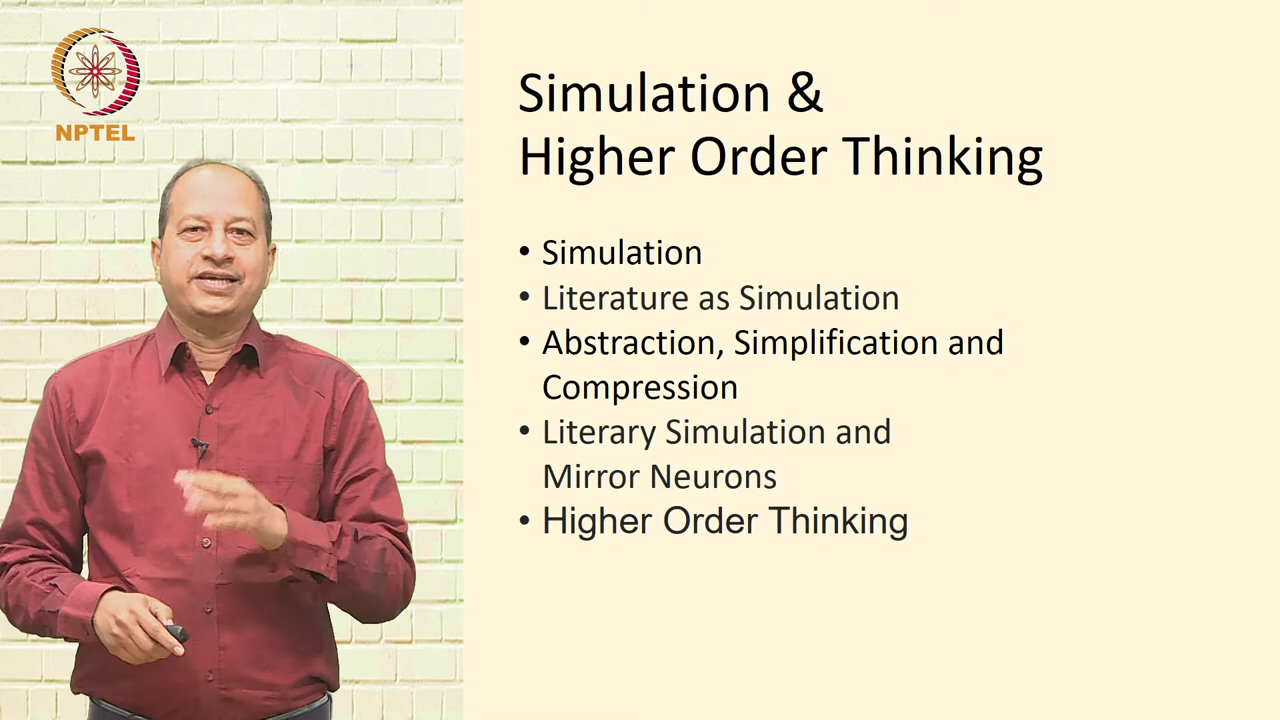 NPTEL
Simulation &
Higher Order Thinking
• Simulation
• Literature as Simulation
• Abstraction, Simplification and
Compression
• Literary Simulation and
Mirror Neurons
• Higher Order Thinking